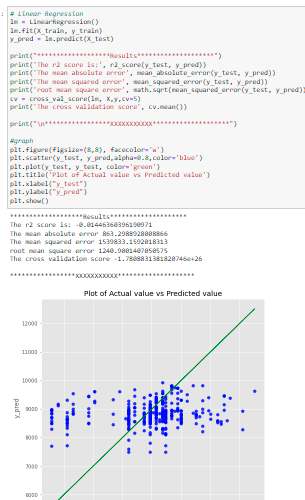 # Linear Regression
lm = LinearRegression()
lm.fit(X_train, y_train)
y_pred = lm.predict(X_test)
print("*******************Results********************")
print('The r2 score is:', r2_score(y_test, y_pred))
print('The mean absolute error', mean_absolute_error(y_test, y_pred))
print('The mean squared error', mean_squared_error(y_test, y_pred))
print('root mean square error', math.sqrt(mean_squared_error(y_test, y_pred)))
cv = cross_val_score(lm, X,y,cv=5)
print('The cross validation score', cv.mean())
print("\n*****************XXXXXXXXXXX********************")
#graph
plt.figure(figsize=(8,8), facecolor='w')
plt.scatter(y_test, y_pred,alpha=0.8,color='blue')
plt.plot(y_test, y_test, color='green')
plt.title('Plot of Actual value vs Predicted value')
plt.xlabel("y_test")
plt.ylabel("y_pred")
plt.show()
*******************Results********************
The r2 score is: -0.01446360396190971
The mean absolute error 863.2988928008866
The mean squared error 1539833.1592018313
root mean square error 1240.9001407050575
The cross validation score -1.7808831381820746e+26
*****************XXXXXXXXXXX********************
Plot of Actual value vs Predicted value
12000
11000
10000
9000
8000
7000
6000
y_pred